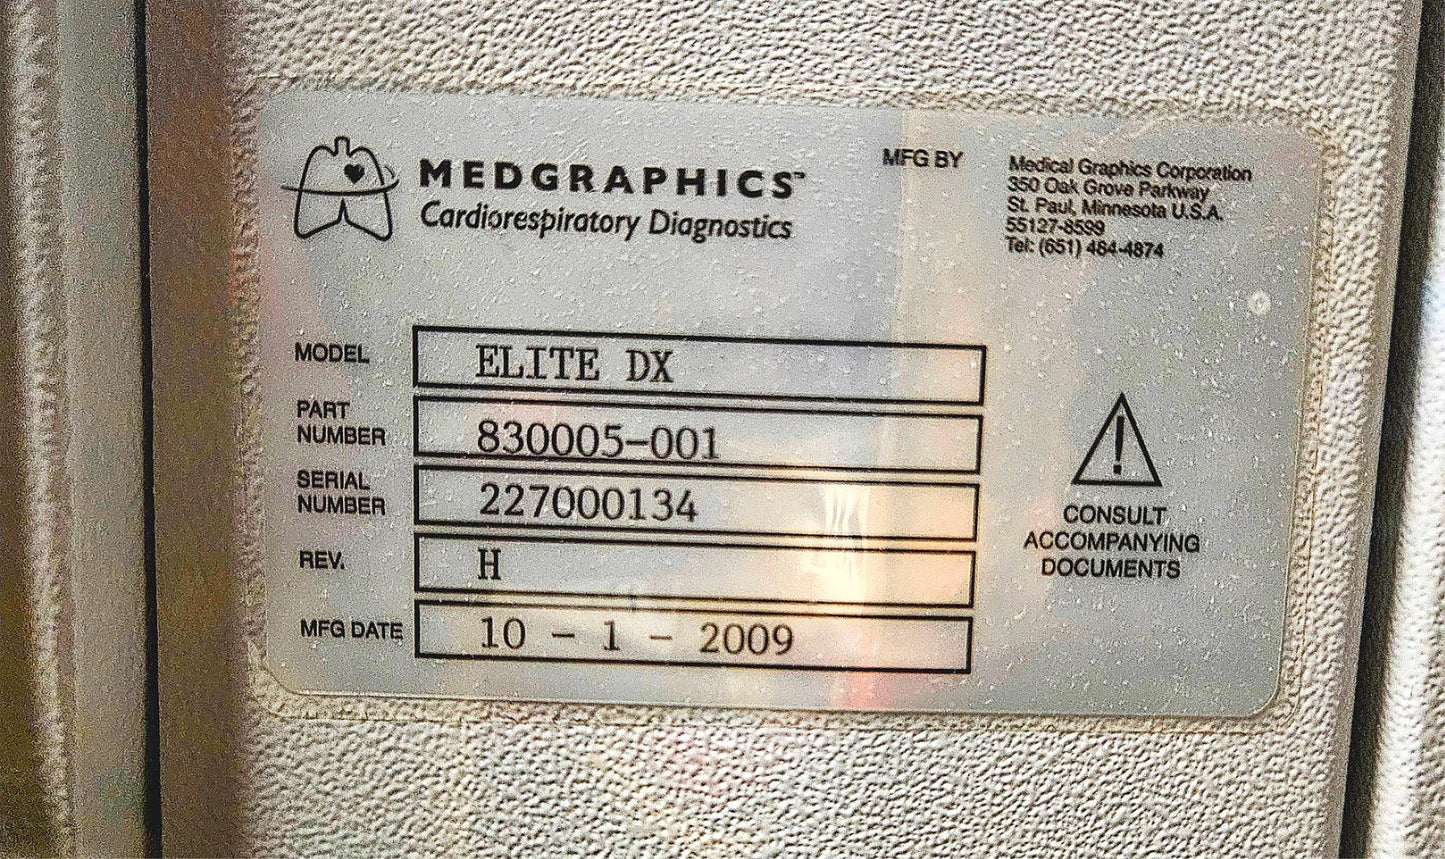 MEDGRAPHICS™
Cardiorespiratory Diagnostics
MFG BY
Medical Graphics Corporation
350 Oak Grove Parkway
St. Paul, Minnesota U.S.A.
55127-8599
Tel: (651) 484-4874
MODEL ELITE DX
PART
NUMBER 830005-001
SERIAL
NUMBER 227000134
REV. H
MFG DATE 10 - 1 - 2009
!
CONSULT
ACCOMPANYING
DOCUMENTS